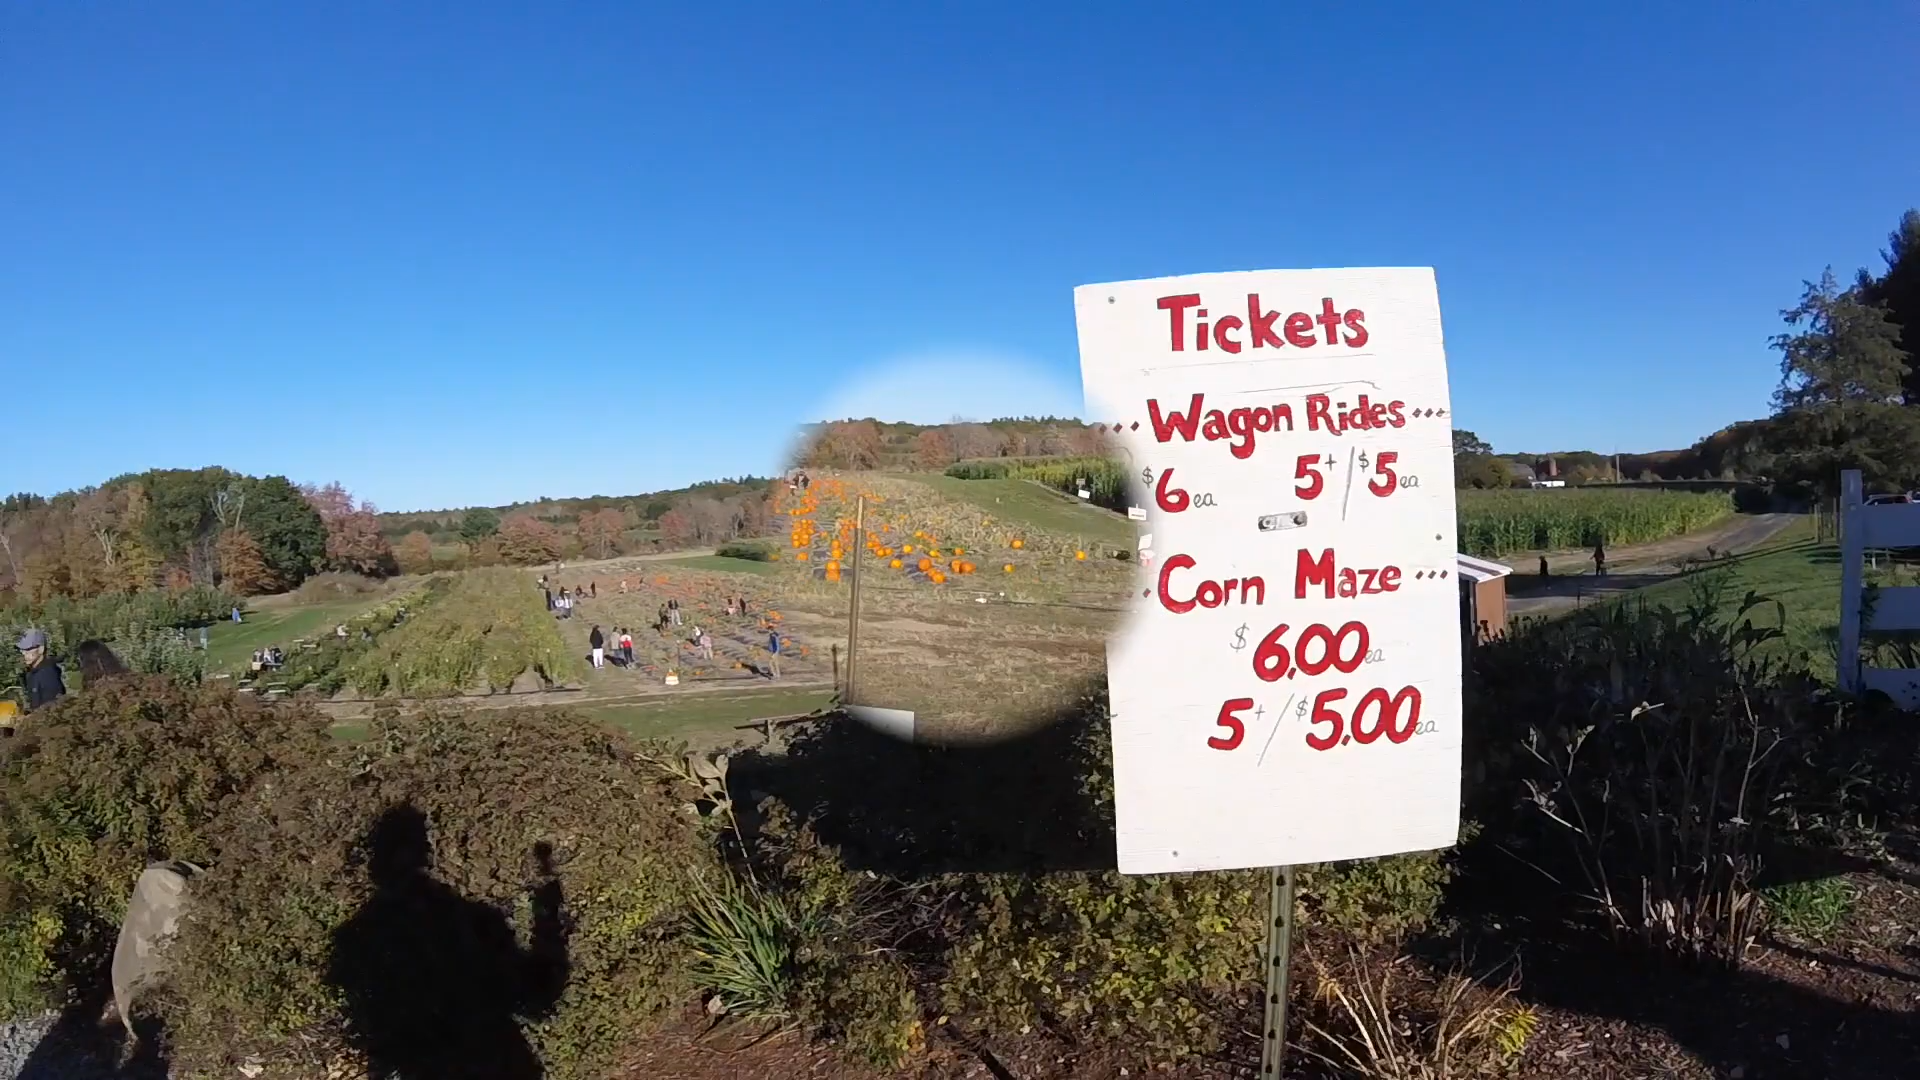 Tickets
...Wagon Rides...
$6ea 5+/$5ea
.Corn Maze...
$6.00ea
5+/$5.00ea